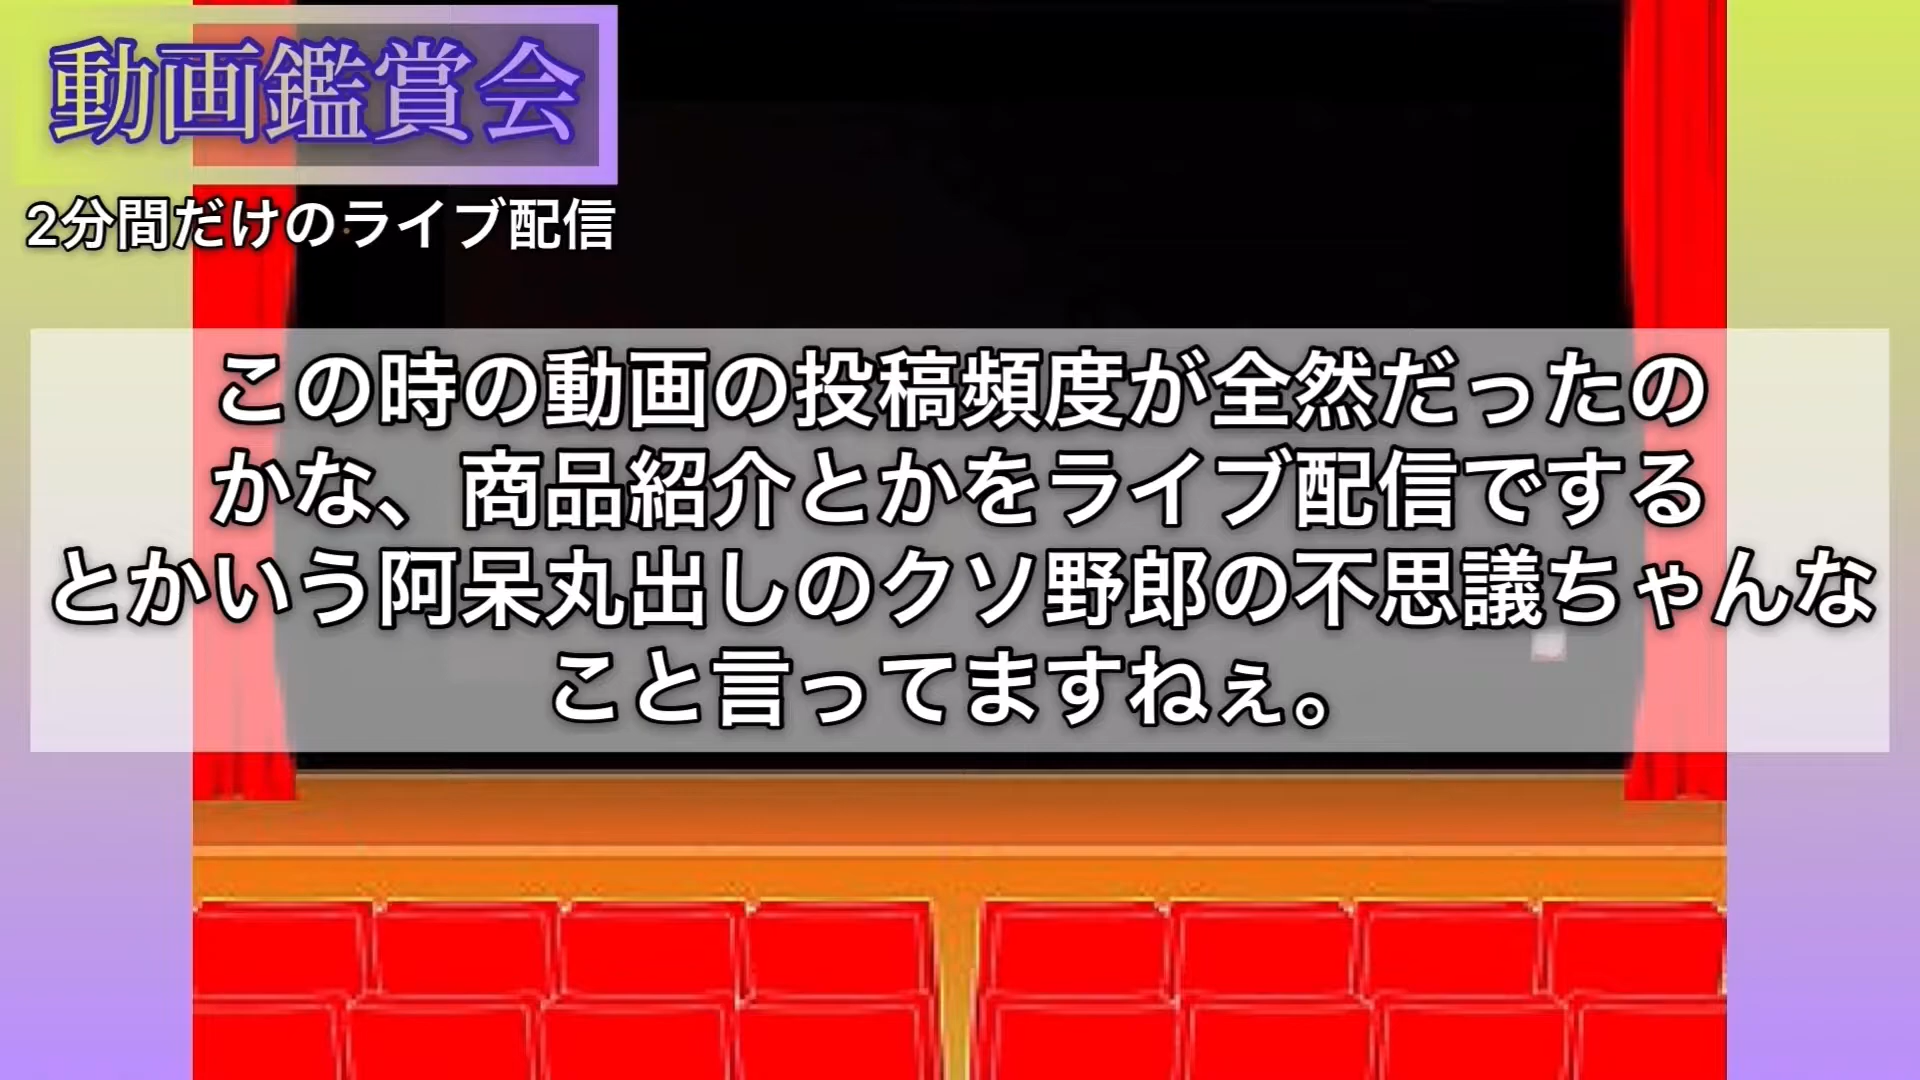 動画鑑賞会
2分間だけのライブ配信
この時の動画の投稿頻度が全然だったの
かな、商品紹介とかをライブ配信でする
とかいう阿呆丸出しのクソ野郎の不思議ちゃんな
こと言ってますねぇ。